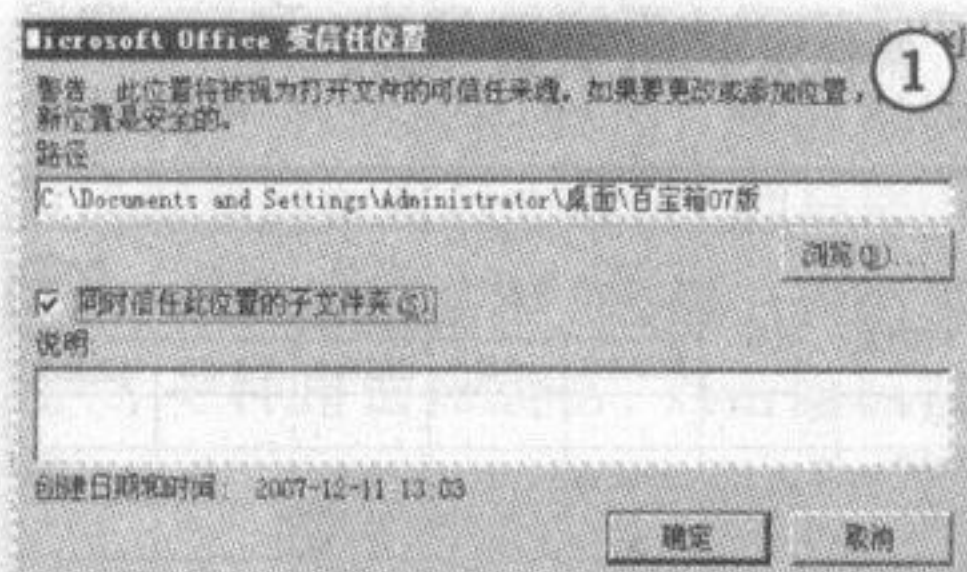 Microsoft Office 受信任位置
①
警告：此位置将被视为打开文件的可信任来源。如果要更改或添加位置，
新位置是安全的。
路径
C:\Documents and Settings\Administrator\桌面\百宝箱07版
浏览(B)...
同时信任此位置的子文件夹(S)
说明
创建日期和时间： 2007-12-11 13:03
确定
取消